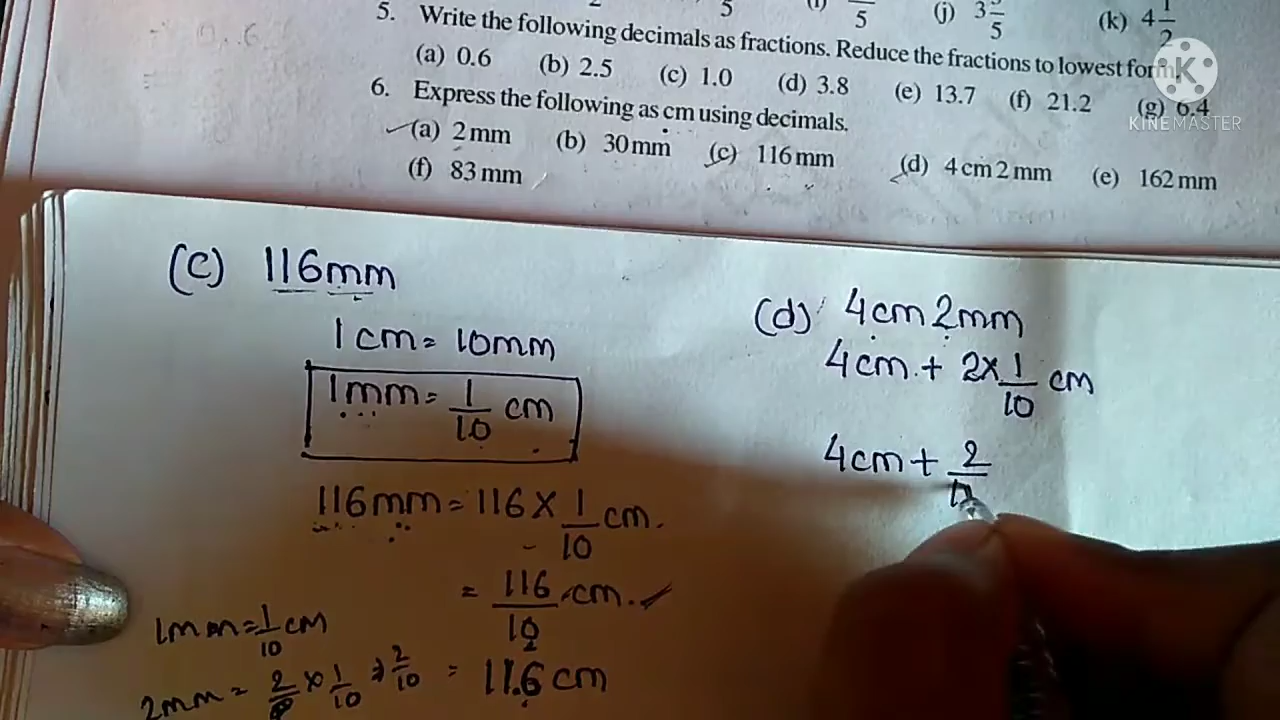 5
(i) 5
(j) 3 5
(k) 4 1/2
5. Write the following decimals as fractions. Reduce the fractions to lowest form.
(a) 0.6 (b) 2.5 (c) 1.0 (d) 3.8 (e) 13.7 (f) 21.2 (g) 6.4
K
KINEMASTER
6. Express the following as cm using decimals.
(a) 2 mm (b) 30 mm (c) 116 mm (d) 4 cm 2 mm (e) 162 mm
(f) 83 mm
(C) 116mm
1 cm = 10mm
1mm = 1/10 cm
116mm = 116 × 1/10 cm.
= 116/10 cm.
= 11.6 cm
1mm = 1/10 cm
2mm = 2 × 1/10 ⇒ 2/10
(d) 4cm 2mm
4cm + 2× 1/10 cm
4cm + 2/10